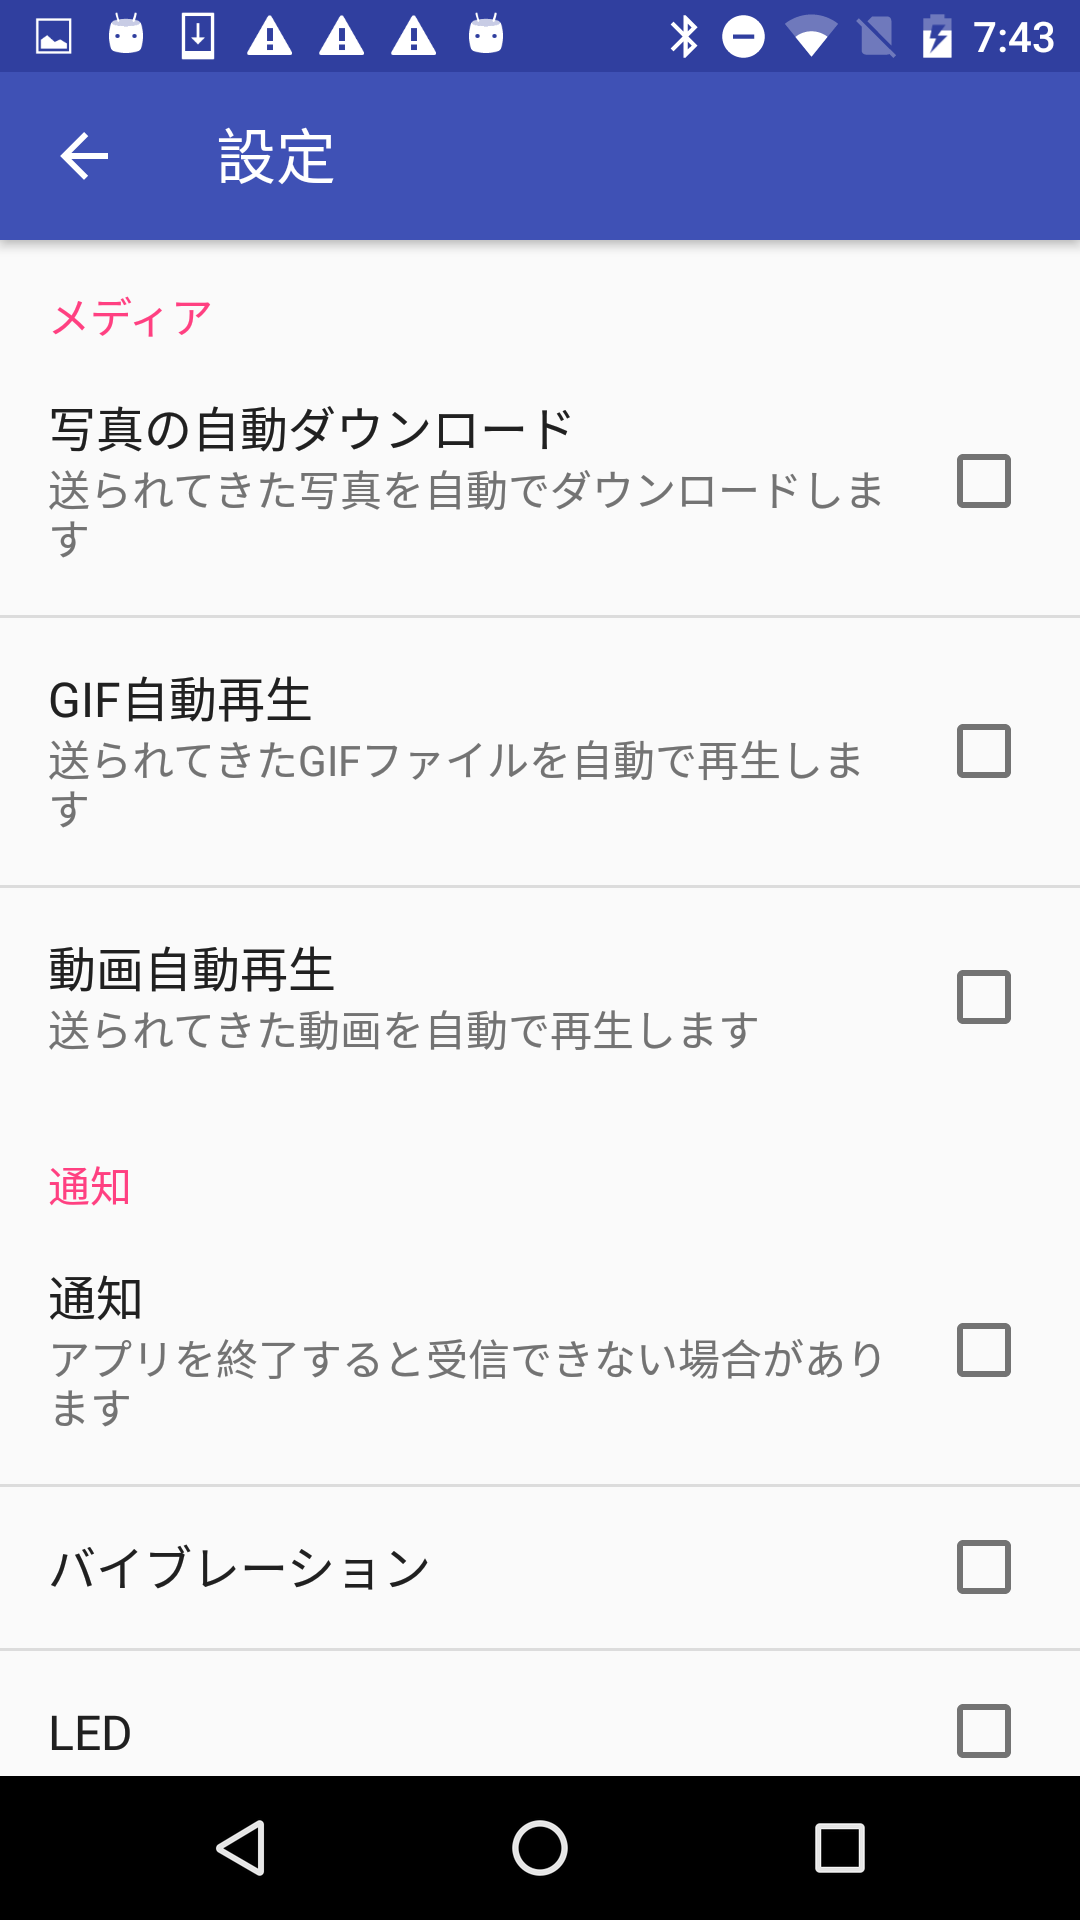 7:43
設定
メディア
写真の自動ダウンロード
送られてきた写真を自動でダウンロードしま
す
GIF自動再生
送られてきたGIFファイルを自動で再生しま
す
動画自動再生
送られてきた動画を自動で再生します
通知
通知
アプリを終了すると受信できない場合があり
ます
バイブレーション
LED